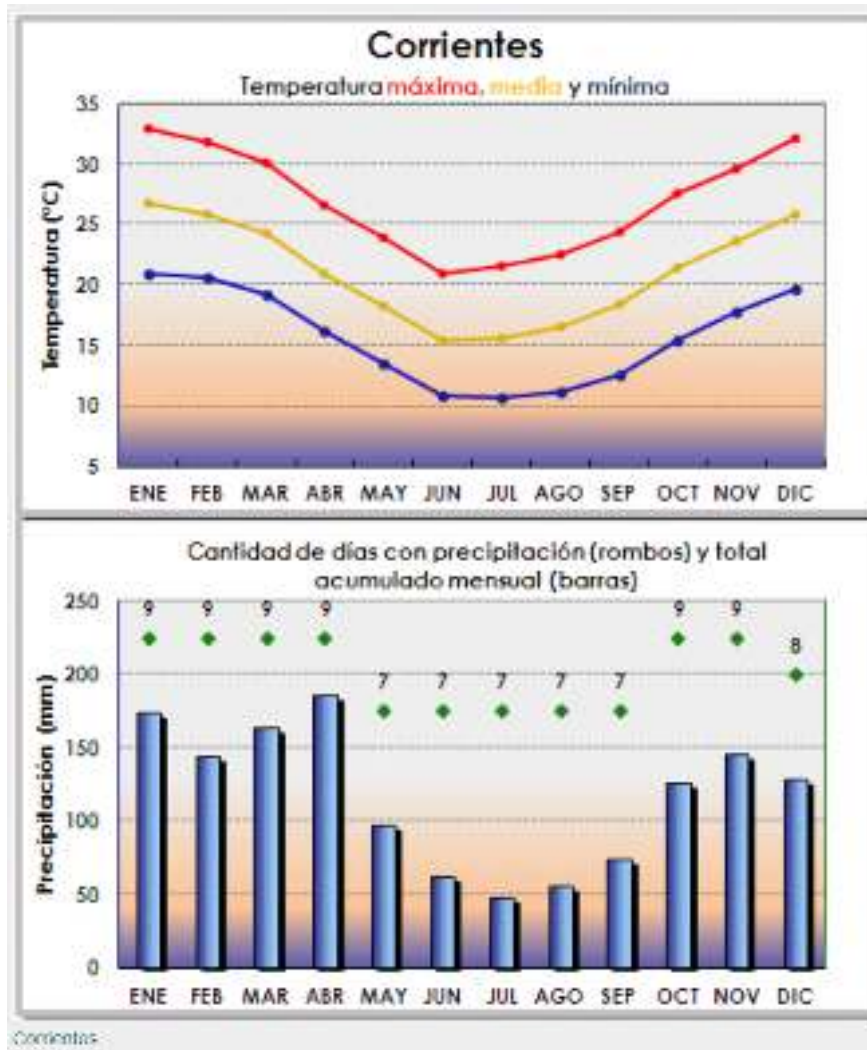 Corrientes
Temperatura máxima, media y mínima
Temperatura (ºC)
35
30
25
20
15
10
5
ENE FEB MAR ABR MAY JUN JUL AGO SEP OCT NOV DIC
Cantidad de días con precipitación (rombos) y total
acumulado mensual (barras)
Precipitación (mm)
250
200
150
100
50
0
9 9 9 9 7 7 7 7 7 9 9 8
ENE FEB MAR ABR MAY JUN JUL AGO SEP OCT NOV DIC
Corrientes